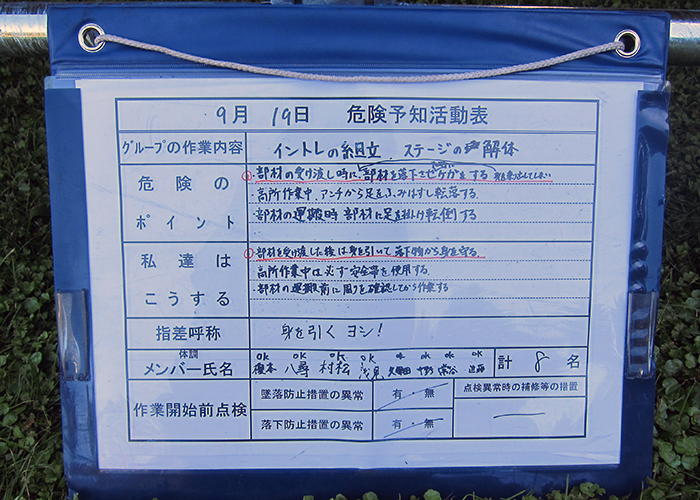 9月 19日 危険予知活動表
グループの作業内容 イントレの組立 ステージの解体
危険の
ポイント
・部材の受け渡し時に部材を落下させケガをする
・高所作業中、アンチから足をふみはずし転落する.
・部材の運搬時 部材に足を掛け転倒する
私達は
こうする
・部材を受け渡した後は身を引いて落下物から身を守る.
・高所作業中は必ず安全帯を使用する
・部材の運搬前に周りを確認してから作業する
指差呼称 身を引く ヨシ!
体調 OK OK OK OK OK OK OK OK
メンバー氏名 榎本 八尋 村松 浅見 計 8 名
作業開始前点検
墜落防止措置の異常 有・無
落下防止措置の異常 有・無
点検異常時の補修等の措置